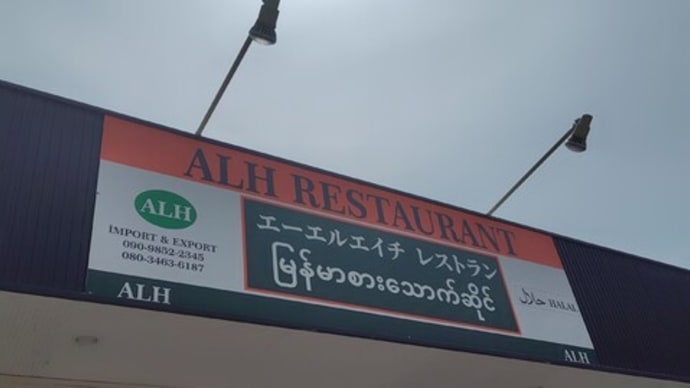 ALH RESTAURANT
ALH
IMPORT & EXPORT
090-9852-2345
080-3463-6187
エーエルエイチ レストラン
မြန်မာစားသောက်ဆိုင်
حلال HALAL
ALH
ALH